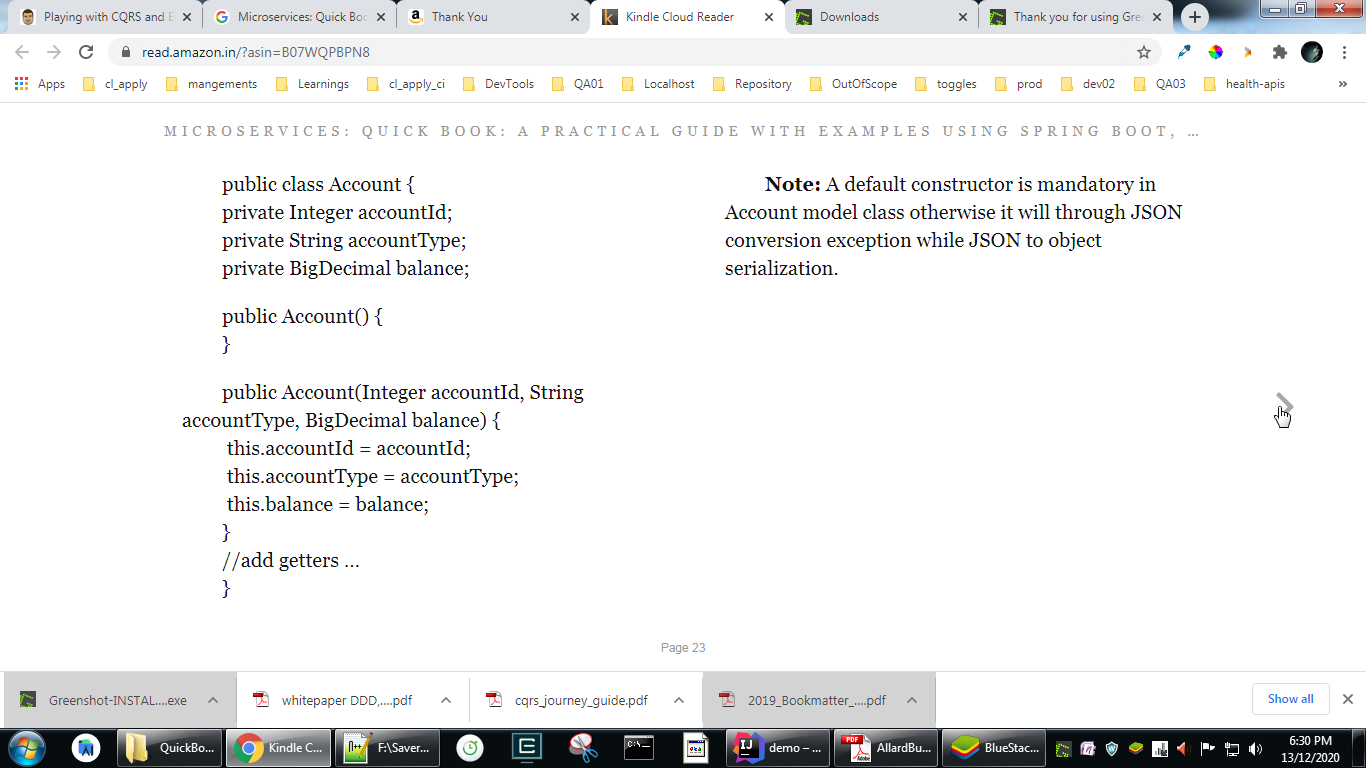 Playing with CQRS and E
Microservices: Quick Boo
Thank You
Kindle Cloud Reader
Downloads
Thank you for using Gre
read.amazon.in/?asin=B07WQPBPN8
Apps
cl_apply
mangements
Learnings
cl_apply_ci
DevTools
QA01
Localhost
Repository
OutOfScope
toggles
prod
dev02
QA03
health-apis
»
MICROSERVICES: QUICK BOOK: A PRACTICAL GUIDE WITH EXAMPLES USING SPRING BOOT, …
public class Account {
private Integer accountId;
private String accountType;
private BigDecimal balance;
public Account() {
}
public Account(Integer accountId, String
accountType, BigDecimal balance) {
this.accountId = accountId;
this.accountType = accountType;
this.balance = balance;
}
//add getters ...
}
Note: A default constructor is mandatory in
Account model class otherwise it will through JSON
conversion exception while JSON to object
serialization.
Page 23
Greenshot-INSTAL....exe
whitepaper DDD,....pdf
cqrs_journey_guide.pdf
2019_Bookmatter_....pdf
Show all
QuickBo...
Kindle C...
F:\Saver...
demo – ...
AllardBu...
BlueStac...
6:30 PM
13/12/2020